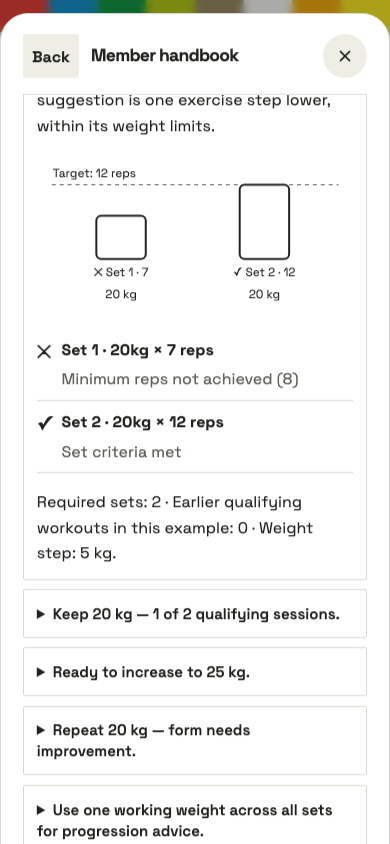 Back
Member handbook
suggestion is one exercise step lower,
within its weight limits.
Target: 12 reps
✕ Set 1 · 7
20 kg
✓ Set 2 · 12
20 kg
✕ Set 1 · 20kg × 7 reps
Minimum reps not achieved (8)
✓ Set 2 · 20kg × 12 reps
Set criteria met
Required sets: 2 · Earlier qualifying
workouts in this example: 0 · Weight
step: 5 kg.
▶ Keep 20 kg — 1 of 2 qualifying sessions.
▶ Ready to increase to 25 kg.
▶ Repeat 20 kg — form needs
improvement.
▶ Use one working weight across all sets
for progression advice.